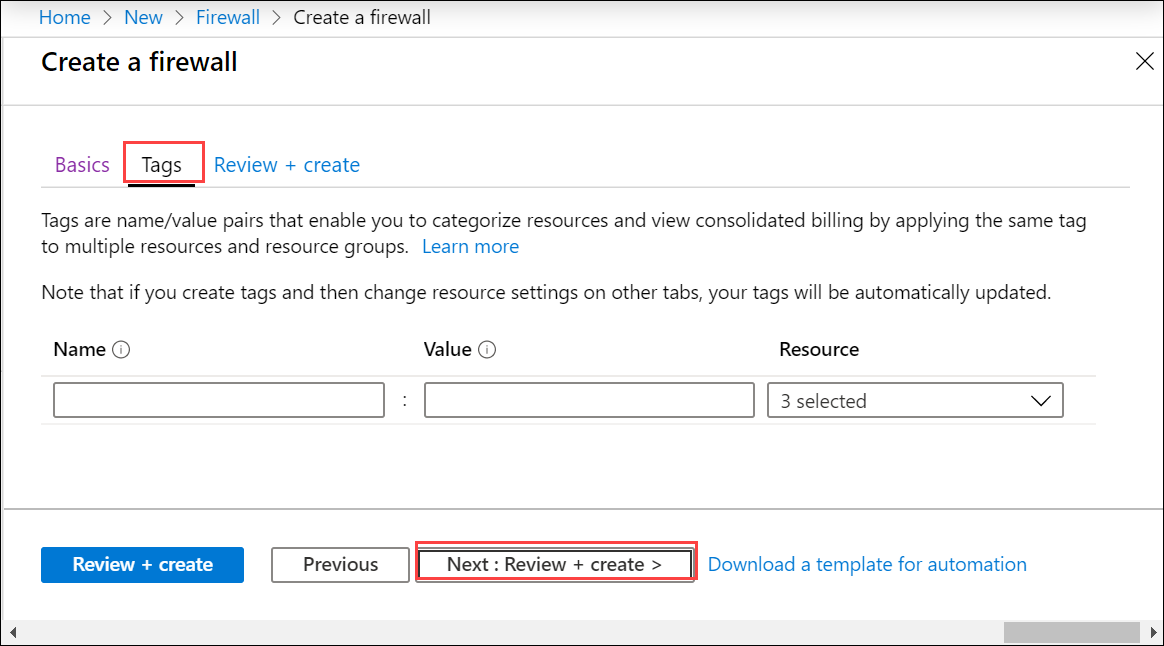 Home > New > Firewall > Create a firewall
Create a firewall
Basics Tags Review + create
Tags are name/value pairs that enable you to categorize resources and view consolidated billing by applying the same tag
to multiple resources and resource groups. Learn more
Note that if you create tags and then change resource settings on other tabs, your tags will be automatically updated.
Name Value Resource
: 3 selected
Review + create Previous Next : Review + create > Download a template for automation